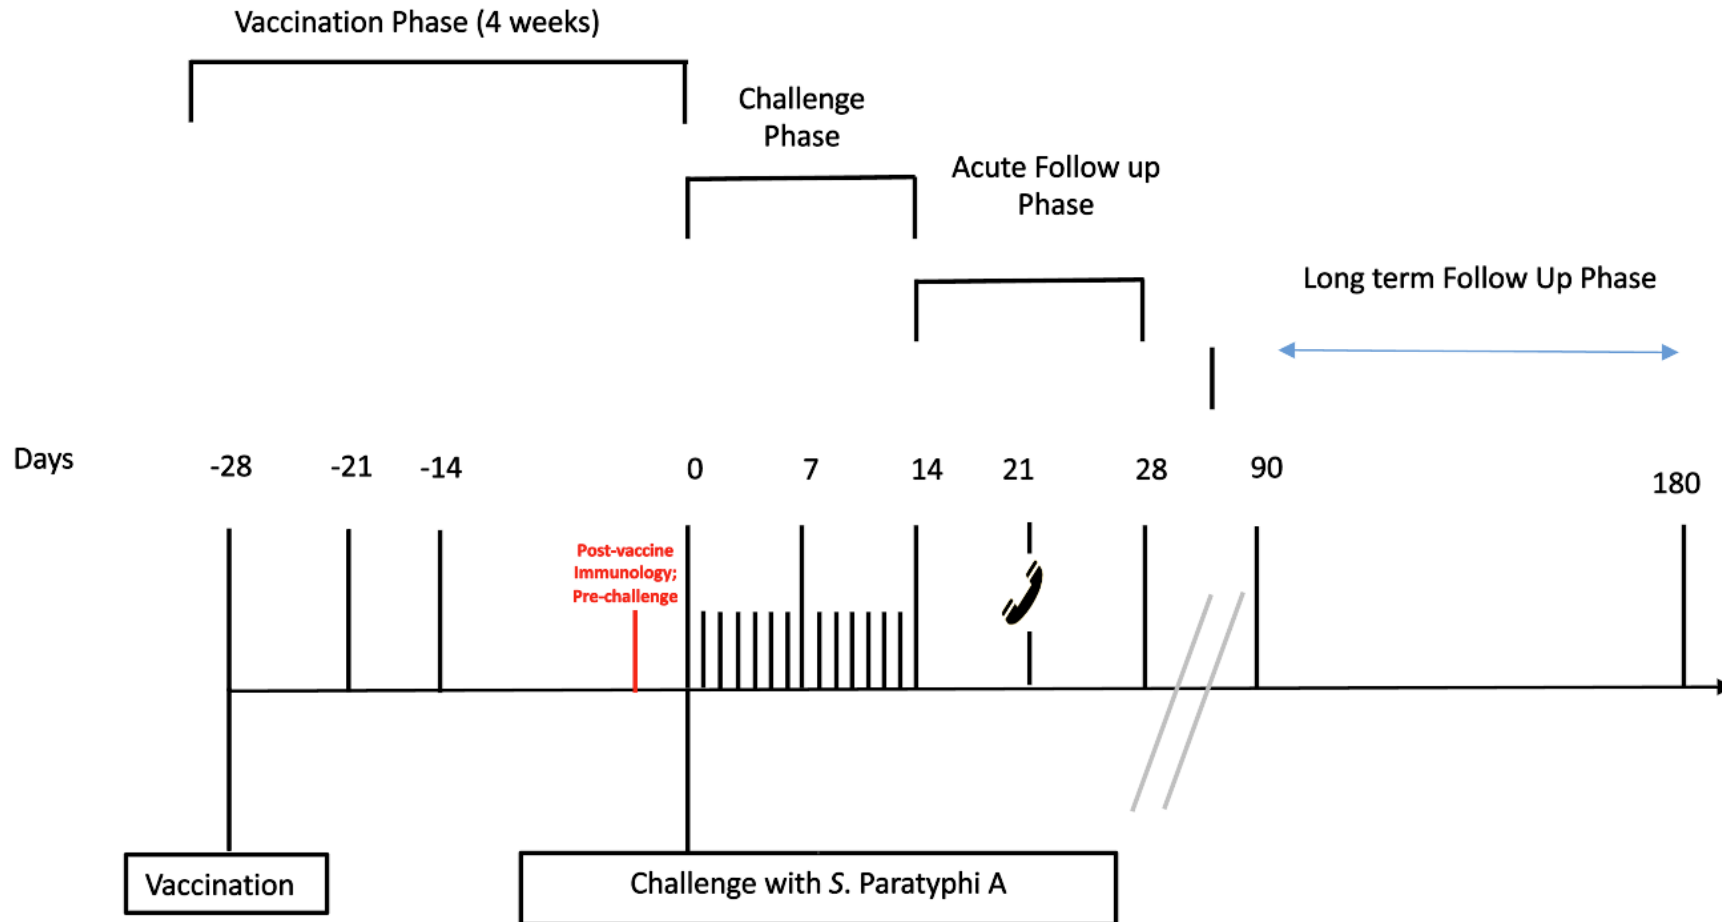 Vaccination Phase (4 weeks)
Challenge
Phase
Acute Follow up
Phase
Long term Follow Up Phase
Days
-28
-21
-14
0
7
14
21
28
90
180
Post-vaccine
Immunology;
Pre-challenge
Vaccination
Challenge with S. Paratyphi A